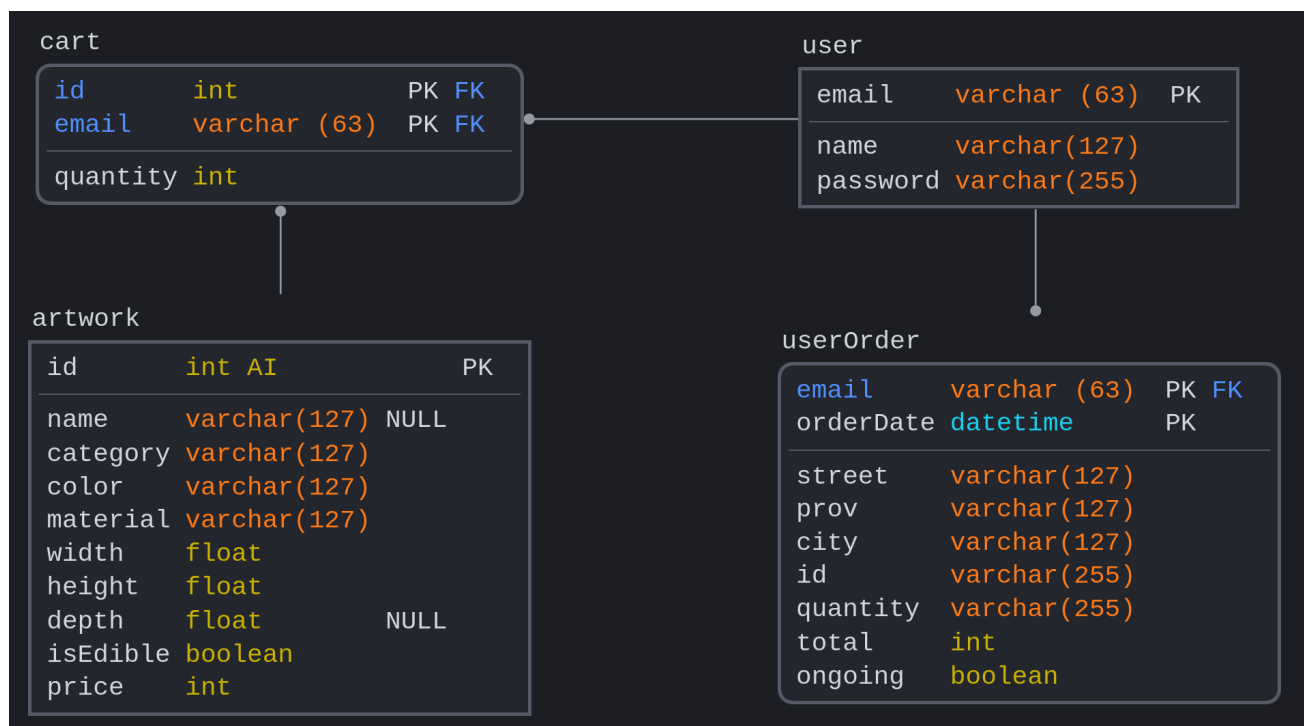 cart
id int PK FK
email varchar (63) PK FK
quantity int
user
email varchar (63) PK
name varchar(127)
password varchar(255)
artwork
id int AI PK
name varchar(127) NULL
category varchar(127)
color varchar(127)
material varchar(127)
width float
height float
depth float NULL
isEdible boolean
price int
userOrder
email varchar (63) PK FK
orderDate datetime PK
street varchar(127)
prov varchar(127)
city varchar(127)
id varchar(255)
quantity varchar(255)
total int
ongoing boolean